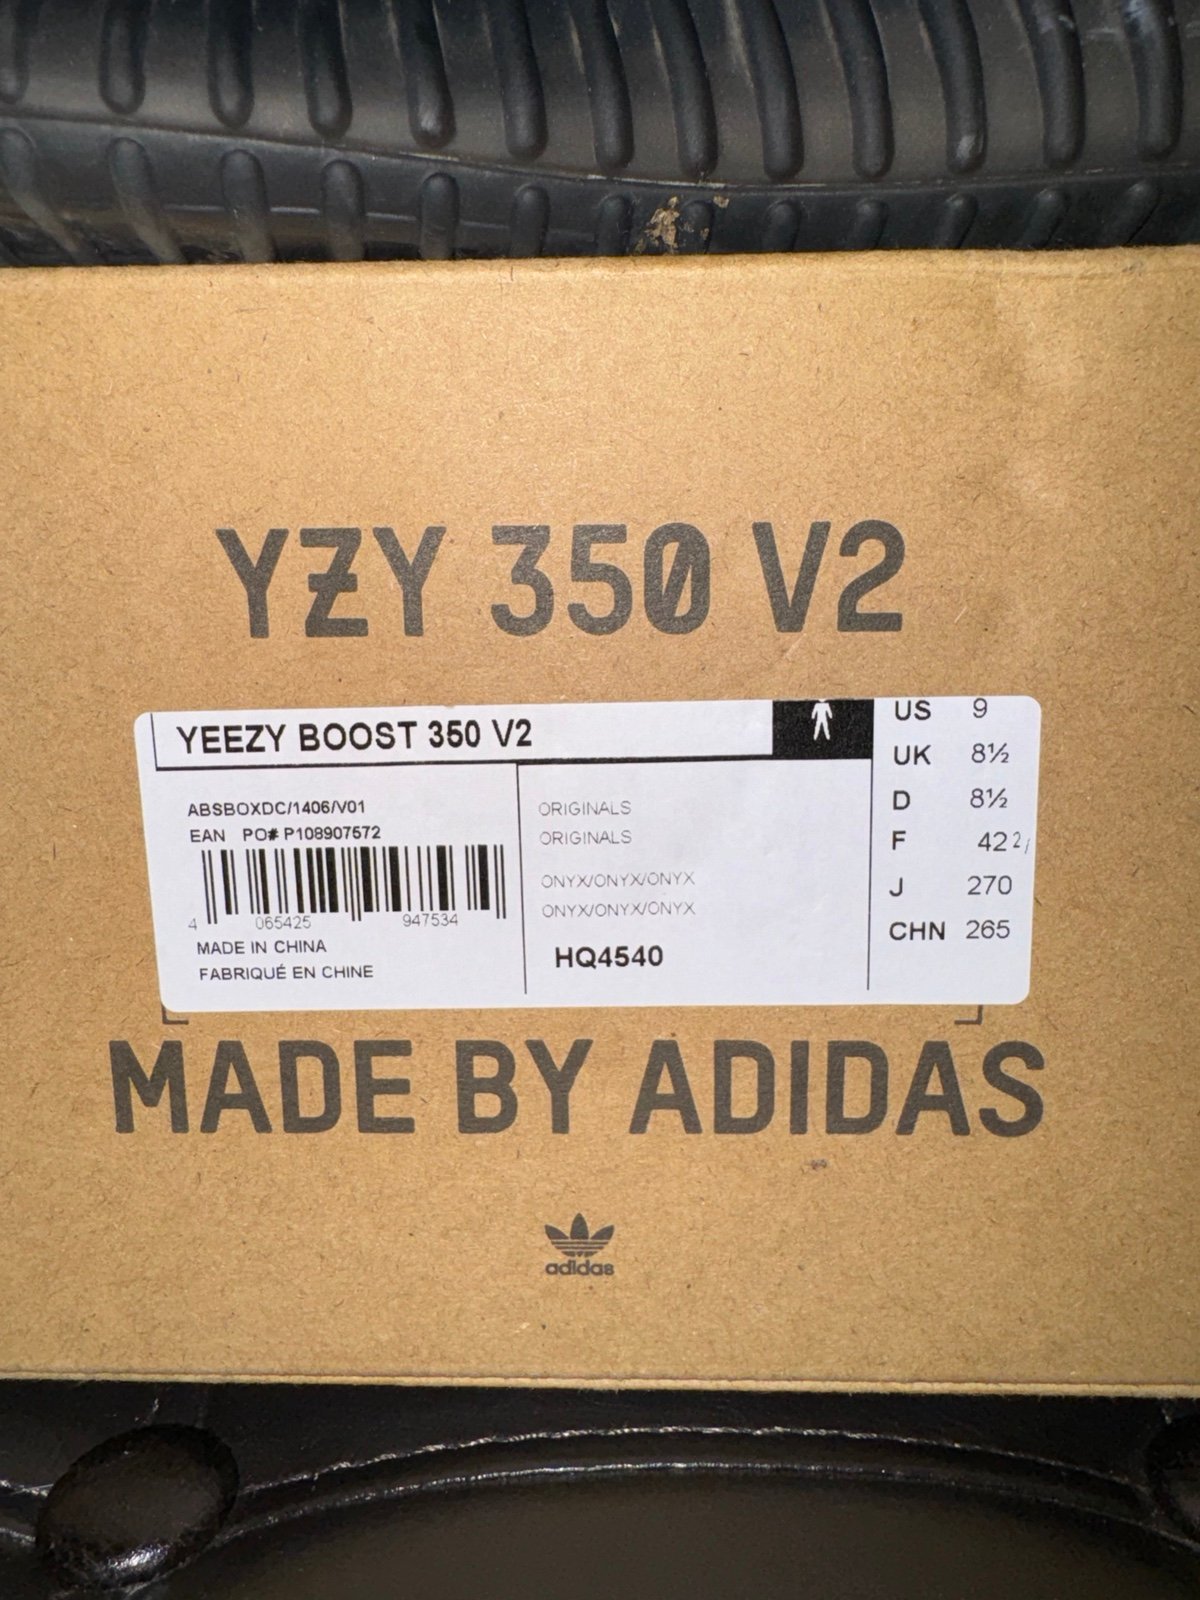 YZY 350 V2
YEEZY BOOST 350 V2
ABSBOXDC/1406/V01
EAN PO# P108907572
4 065425 947534
MADE IN CHINA
FABRIQUÉ EN CHINE
ORIGINALS
ORIGINALS
ONYX/ONYX/ONYX
ONYX/ONYX/ONYX
HQ4540
US 9
UK 8½
D 8½
F 42 2/
J 270
CHN 265
MADE BY ADIDAS
adidas